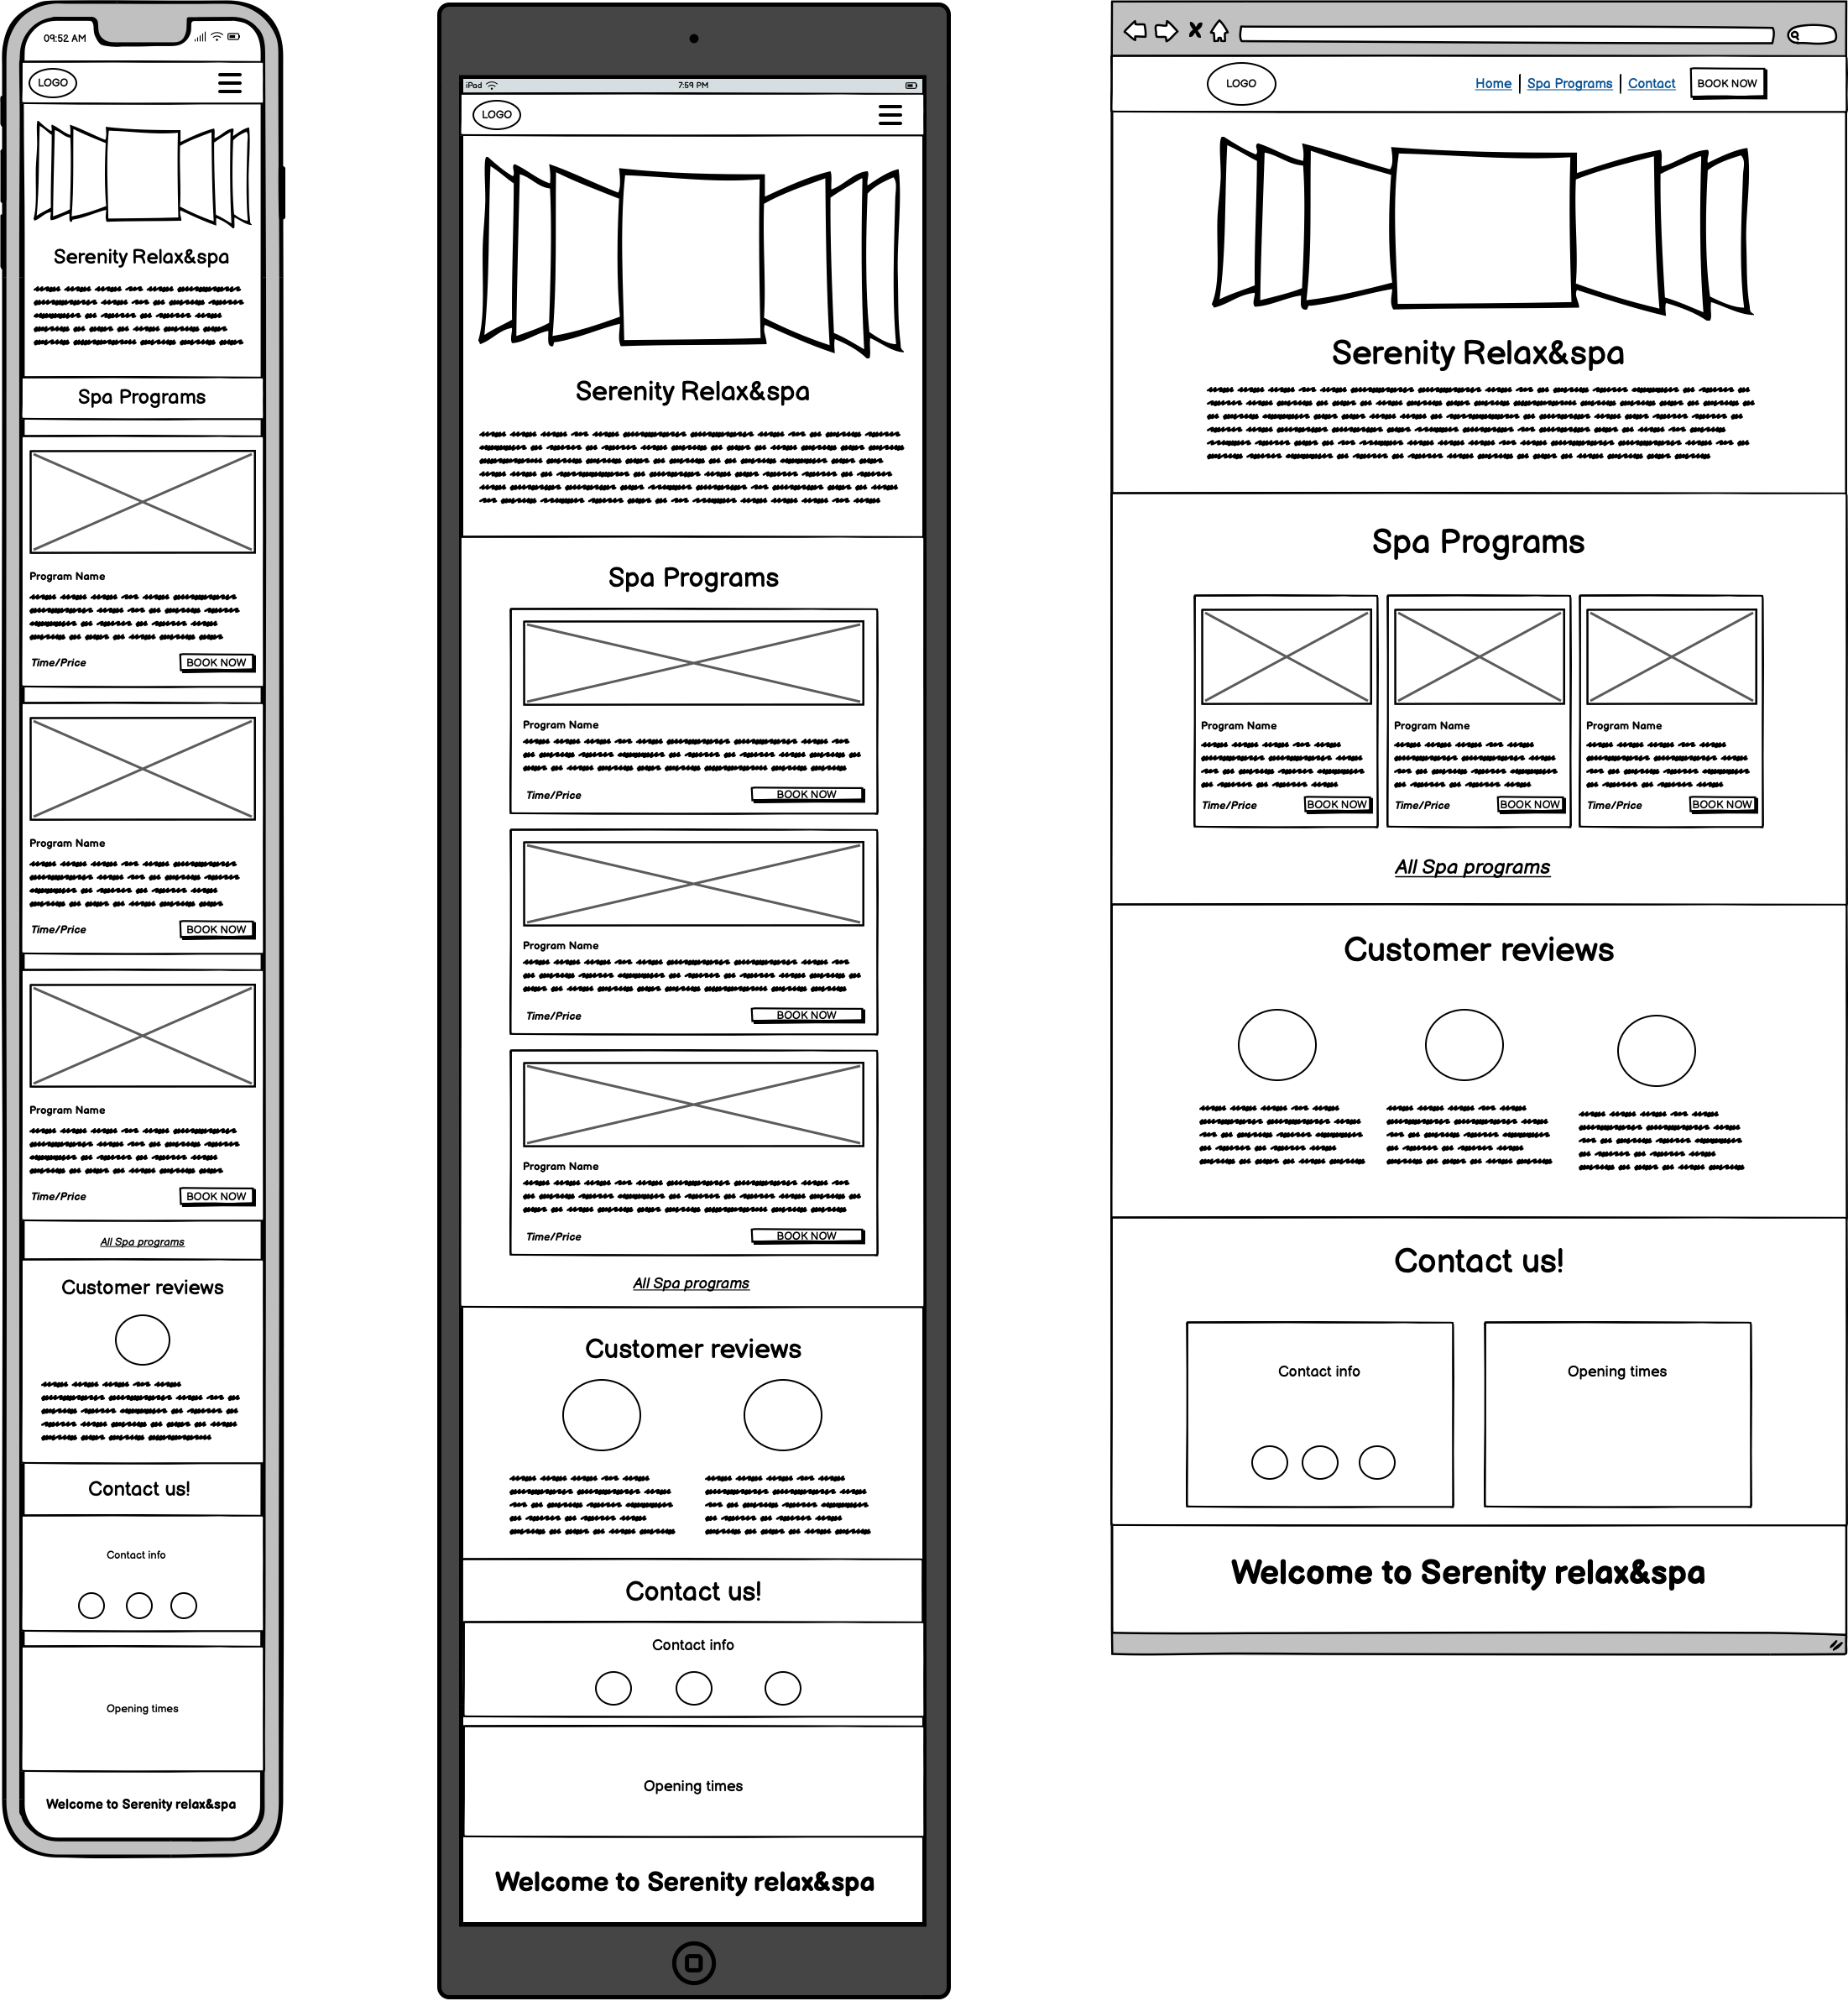 09:52 AM
LOGO
Serenity Relax&spa
Spa Programs
Program Name
Time/Price
BOOK NOW
Program Name
Time/Price
BOOK NOW
Program Name
Time/Price
BOOK NOW
All Spa programs
Customer reviews
Contact us!
Contact info
Opening times
Welcome to Serenity relax&spa
iPad
7:59 PM
LOGO
Serenity Relax&spa
Spa Programs
Program Name
Time/Price
BOOK NOW
Program Name
Time/Price
BOOK NOW
Program Name
Time/Price
BOOK NOW
All Spa programs
Customer reviews
Contact us!
Contact info
Opening times
Welcome to Serenity relax&spa
LOGO
Home | Spa Programs | Contact
BOOK NOW
Serenity Relax&spa
Spa Programs
Program Name
Time/Price
BOOK NOW
Program Name
Time/Price
BOOK NOW
Program Name
Time/Price
BOOK NOW
All Spa programs
Customer reviews
Contact us!
Contact info
Opening times
Welcome to Serenity relax&spa